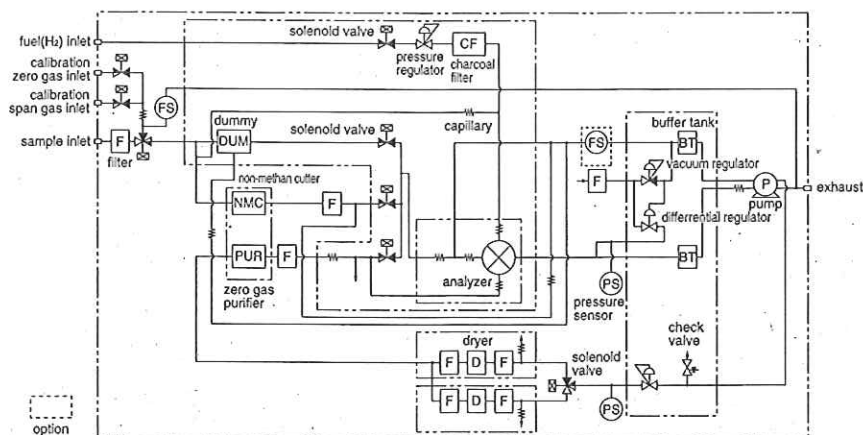 fuel(H2) inlet
solenoid valve
CF
pressure
regulator
charcoal
filter
calibration
zero gas inlet
calibration
span gas inlet
FS
dummy
DUM
solenoid valve
capillary
sample inlet
F
filter
FS
buffer tank
BT
vacuum regulator
F
P
pump
exhaust
non-methan cutter
NMC
F
differential regulator
PUR
F
zero gas
purifier
analyzer
BT
PS
pressure
sensor
dryer
F
D
F
solenoid
valve
check
valve
F
D
F
PS
option